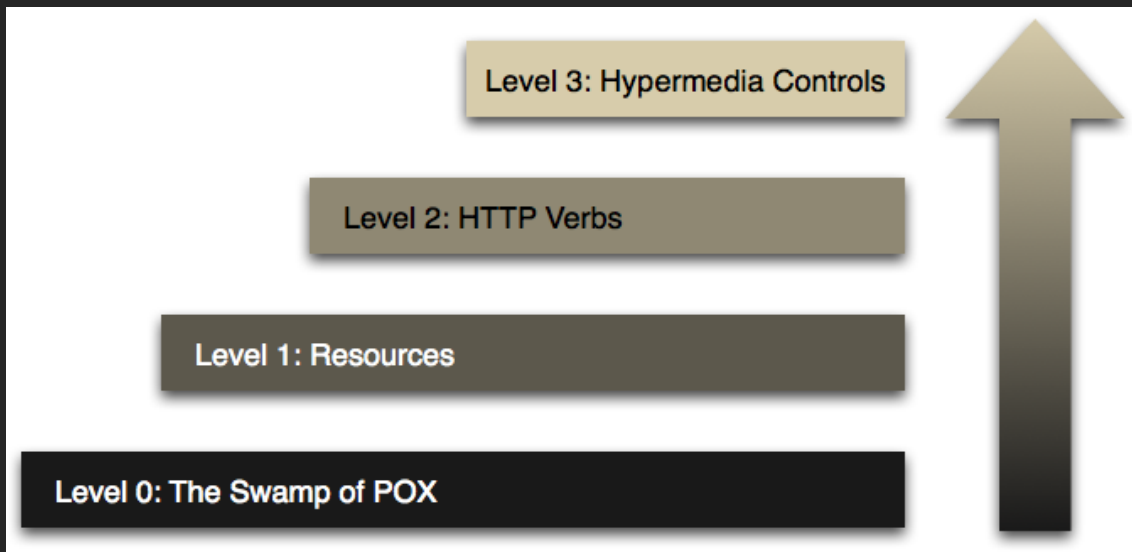 Level 3: Hypermedia Controls
Level 2: HTTP Verbs
Level 1: Resources
Level 0: The Swamp of POX